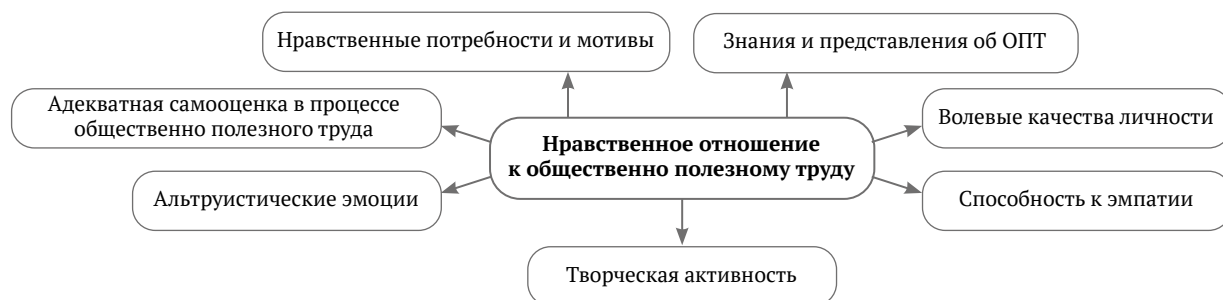 Нравственные потребности и мотивы
Знания и представления об ОПТ
Адекватная самооценка в процессе
общественно полезного труда
Волевые качества личности
Нравственное отношение
к общественно полезному труду
Альтруистические эмоции
Способность к эмпатии
Творческая активность